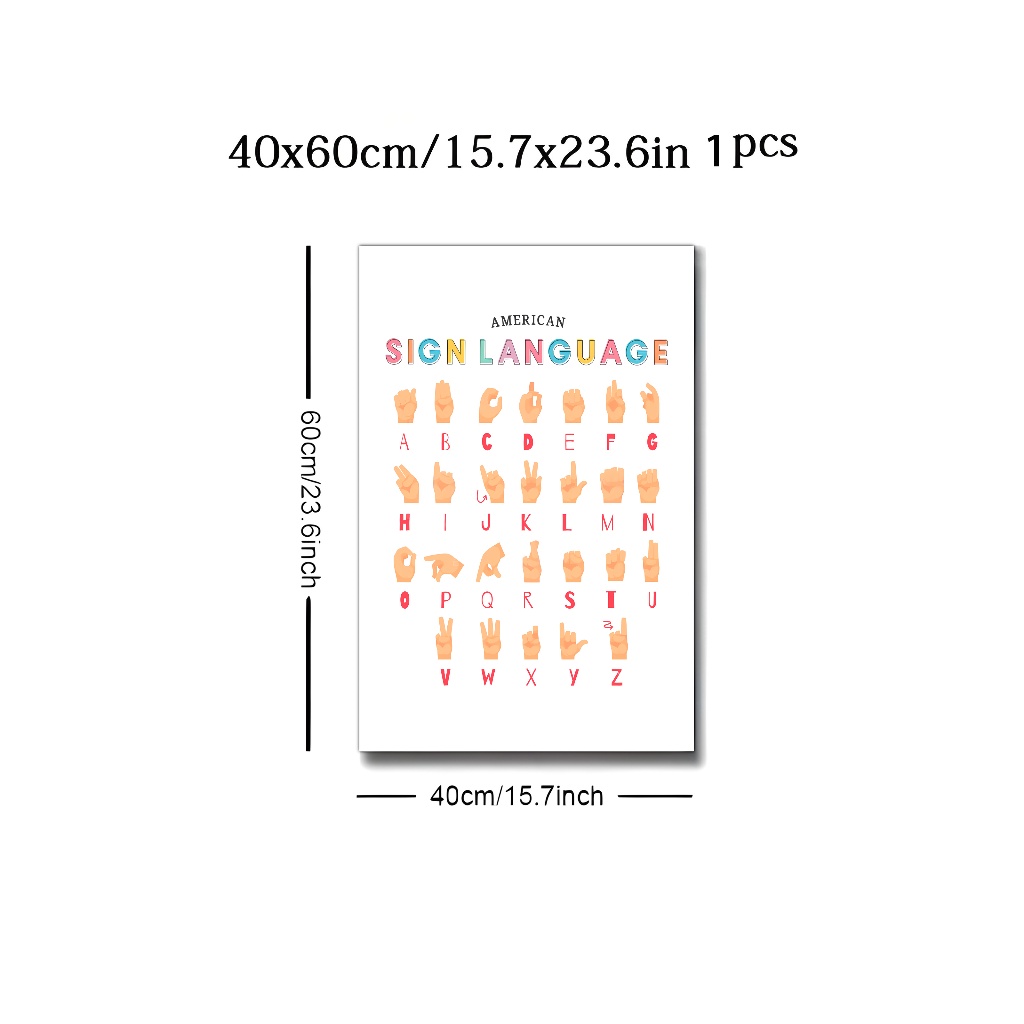 40x60cm/15.7x23.6in 1pcs
AMERICAN
SIGN LANGUAGE
A B C D E F G
H I J K L M N
O P Q R S T U
V W X Y Z
60cm/23.6inch
40cm/15.7inch